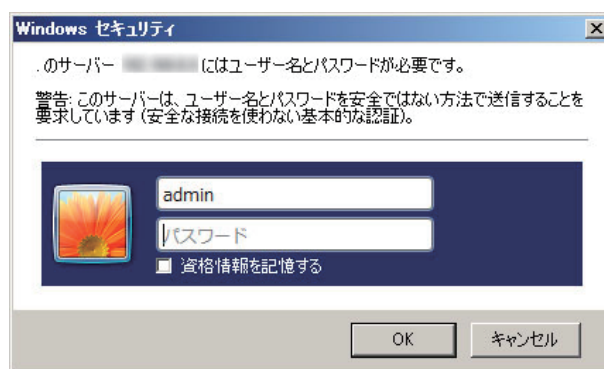 Windows セキュリティ
.のサーバー にはユーザー名とパスワードが必要です。
警告: このサーバーは、ユーザー名とパスワードを安全ではない方法で送信することを
要求しています (安全な接続を使わない基本的な認証)。
admin
パスワード
資格情報を記憶する
OK
キャンセル